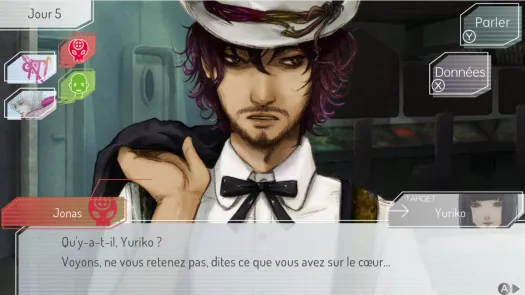 Jour 5
Parler
Y
Données
X
Jonas
TARGET
Yuriko
Qu'y-a-t-il, Yuriko ?
Voyons, ne vous retenez pas, dites ce que vous avez sur le cœur...
A